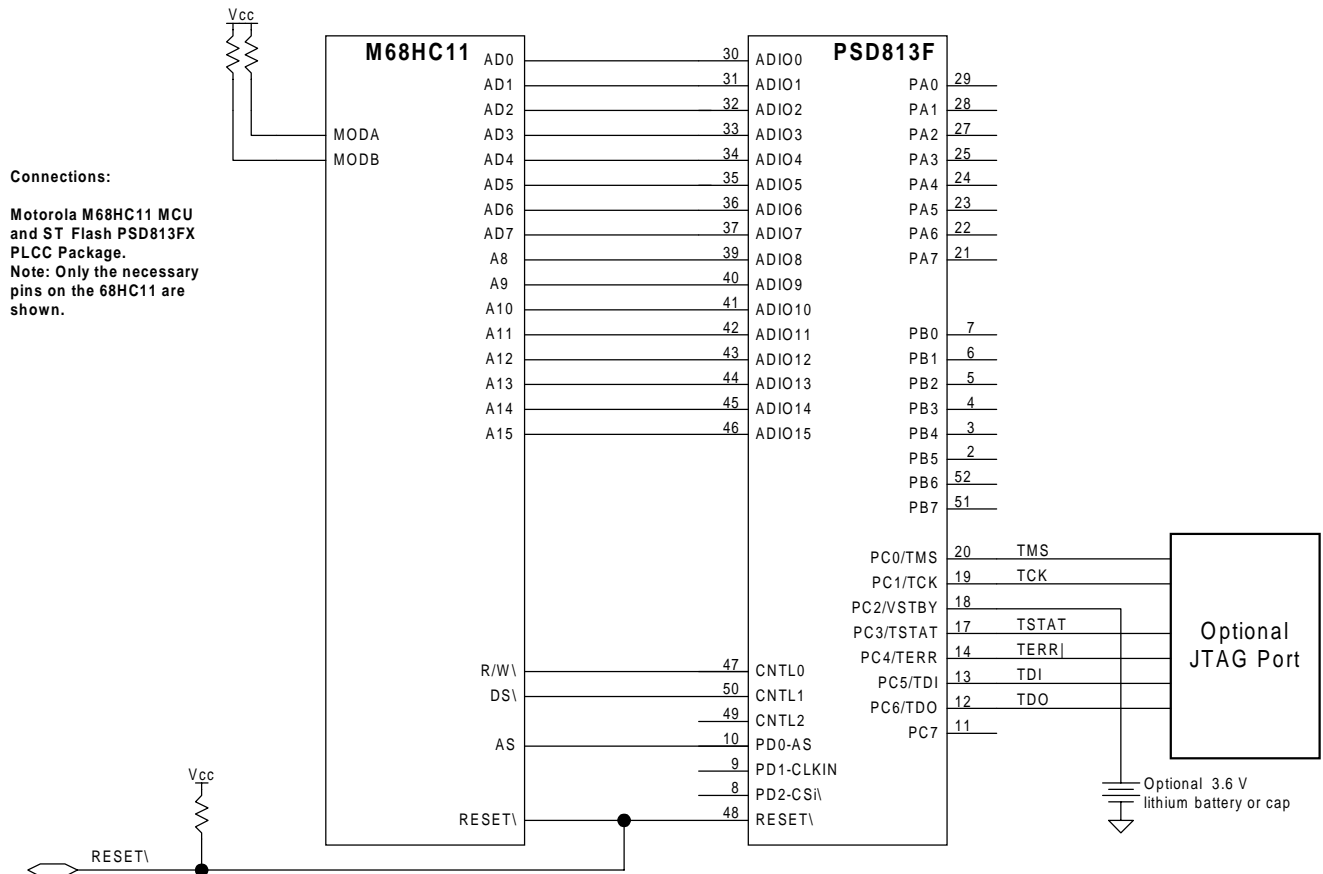 Vcc
M68HC11
PSD813F
AD0 30 ADIO0
AD1 31 ADIO1 PA0 29
AD2 32 ADIO2 PA1 28
MODA AD3 33 ADIO3 PA2 27
MODB AD4 34 ADIO4 PA3 25
AD5 35 ADIO5 PA4 24
AD6 36 ADIO6 PA5 23
AD7 37 ADIO7 PA6 22
A8 39 ADIO8 PA7 21
A9 40 ADIO9
A10 41 ADIO10
A11 42 ADIO11 PB0 7
A12 43 ADIO12 PB1 6
A13 44 ADIO13 PB2 5
A14 45 ADIO14 PB3 4
A15 46 ADIO15 PB4 3
PB5 2
PB6 52
PB7 51
Connections:
Motorola M68HC11 MCU
and ST Flash PSD813FX
PLCC Package.
Note: Only the necessary
pins on the 68HC11 are
shown.
PC0/TMS 20 TMS
PC1/TCK 19 TCK
PC2/VSTBY 18
PC3/TSTAT 17 TSTAT
PC4/TERR 14 TERR|
PC5/TDI 13 TDI
PC6/TDO 12 TDO
PC7 11
Optional
JTAG Port
R/W\ 47 CNTL0
DS\ 50 CNTL1
49 CNTL2
AS 10 PD0-AS
9 PD1-CLKIN
8 PD2-CSi\
RESET\ 48 RESET\
Optional 3.6 V
lithium battery or cap
Vcc
RESET\